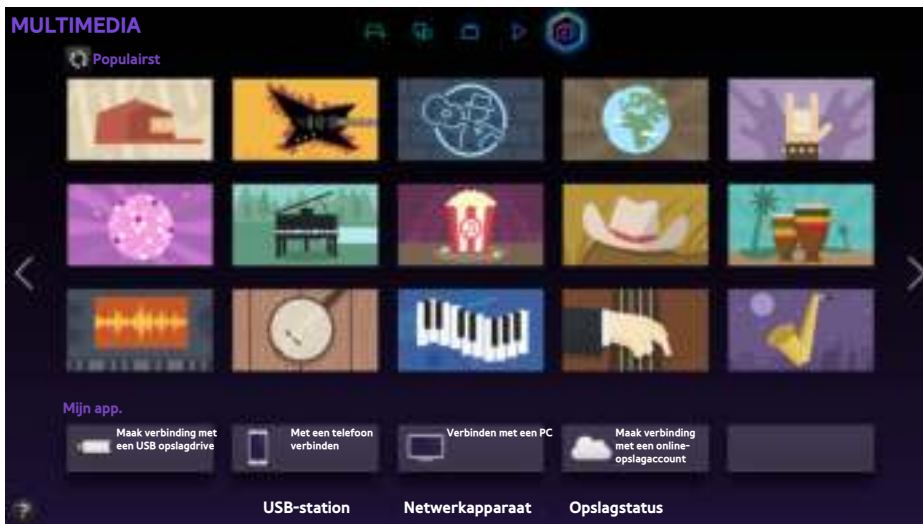 MULTIMEDIA
Populairst
Mijn app.
Maak verbinding met
een USB opslagdrive
Met een telefoon
verbinden
Verbinden met een PC
Maak verbinding
met een online-
opslagaccount
USB-station
Netwerkapparaat
Opslagstatus